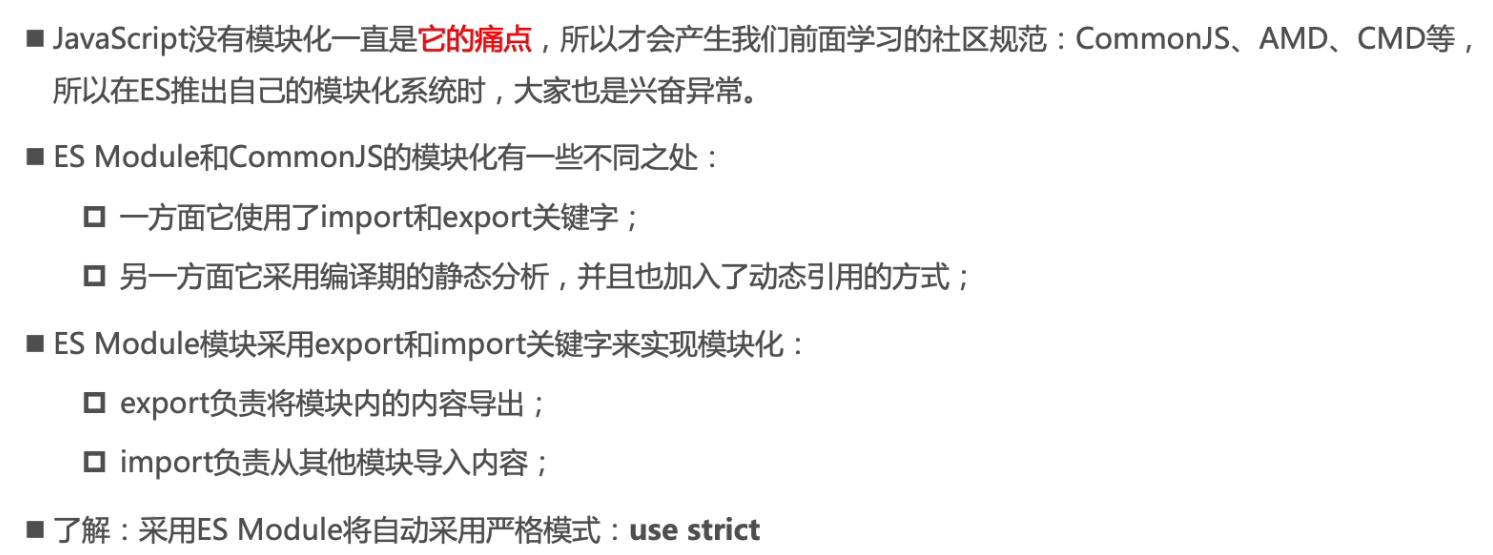 ■ JavaScript没有模块化一直是它的痛点，所以才会产生我们前面学习的社区规范：CommonJS、AMD、CMD等，
所以在ES推出自己的模块化系统时，大家也是兴奋异常。
■ ES Module和CommonJS的模块化有一些不同之处：
一方面它使用了import和export关键字；
另一方面它采用编译期的静态分析，并且也加入了动态引用的方式；
■ ES Module模块采用export和import关键字来实现模块化：
export负责将模块内的内容导出；
import负责从其他模块导入内容；
■ 了解：采用ES Module将自动采用严格模式：use strict